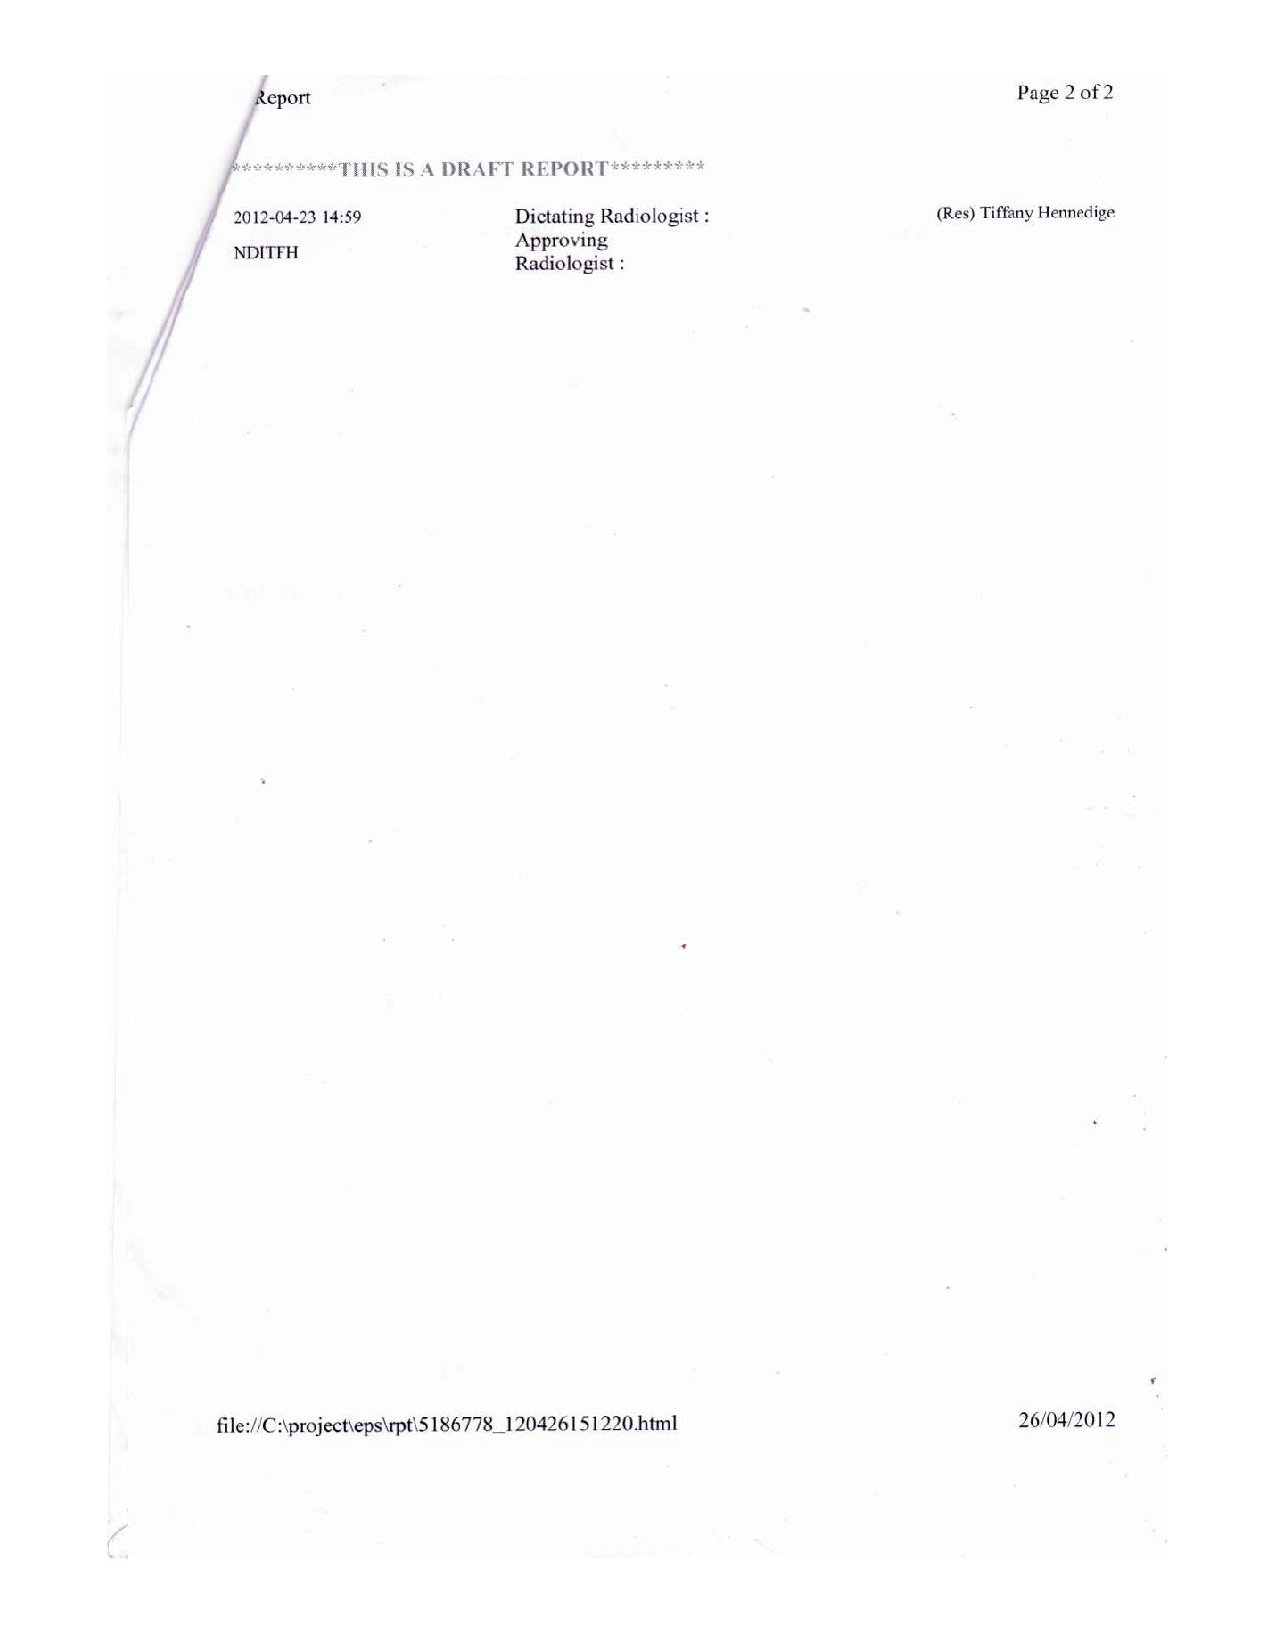 Report
Page 2 of 2
**********THIS IS A DRAFT REPORT*********
2012-04-23 14:59
Dictating Radiologist :
(Res) Tiffany Hennedige
NDITFH
Approving
Radiologist :
file://C:\project\eps\rpt\5186778_120426151220.html
26/04/2012